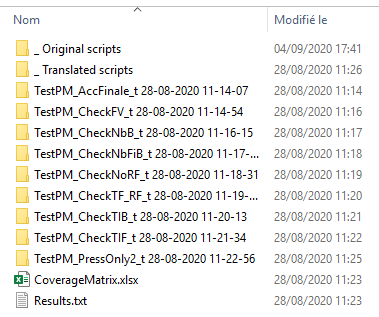 Nom Modifié le
_ Original scripts 04/09/2020 17:41
_ Translated scripts 28/08/2020 11:26
TestPM_AccFinale_t 28-08-2020 11-14-07 28/08/2020 11:14
TestPM_CheckFV_t 28-08-2020 11-14-54 28/08/2020 11:16
TestPM_CheckNbB_t 28-08-2020 11-16-15 28/08/2020 11:17
TestPM_CheckNbFiB_t 28-08-2020 11-17-... 28/08/2020 11:18
TestPM_CheckNoRF_t 28-08-2020 11-18-31 28/08/2020 11:19
TestPM_CheckTF_RF_t 28-08-2020 11-19-... 28/08/2020 11:20
TestPM_CheckTIB_t 28-08-2020 11-20-13 28/08/2020 11:21
TestPM_CheckTIF_t 28-08-2020 11-21-34 28/08/2020 11:22
TestPM_PressOnly2_t 28-08-2020 11-22-56 28/08/2020 11:25
CoverageMatrix.xlsx 28/08/2020 11:23
Results.txt 28/08/2020 11:23